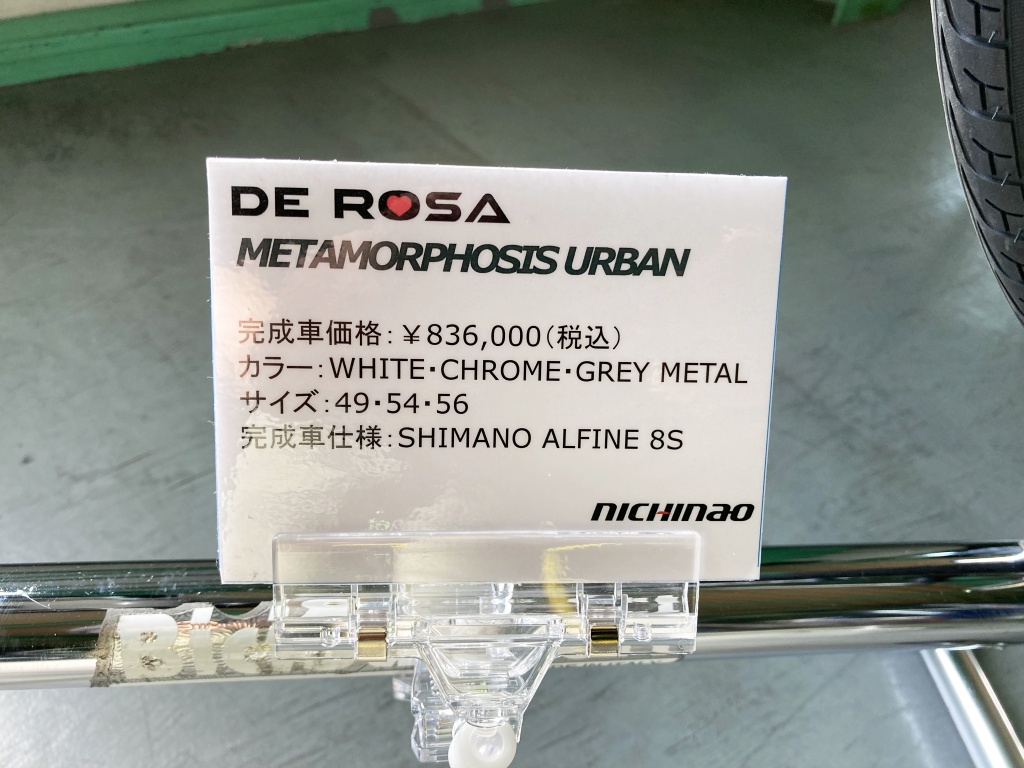 DE ROSA
METAMORPHOSIS URBAN
完成車価格：￥836,000（税込）
カラー：WHITE・CHROME・GREY METAL
サイズ：49・54・56
完成車仕様：SHIMANO ALFINE 8S
NICHINAO